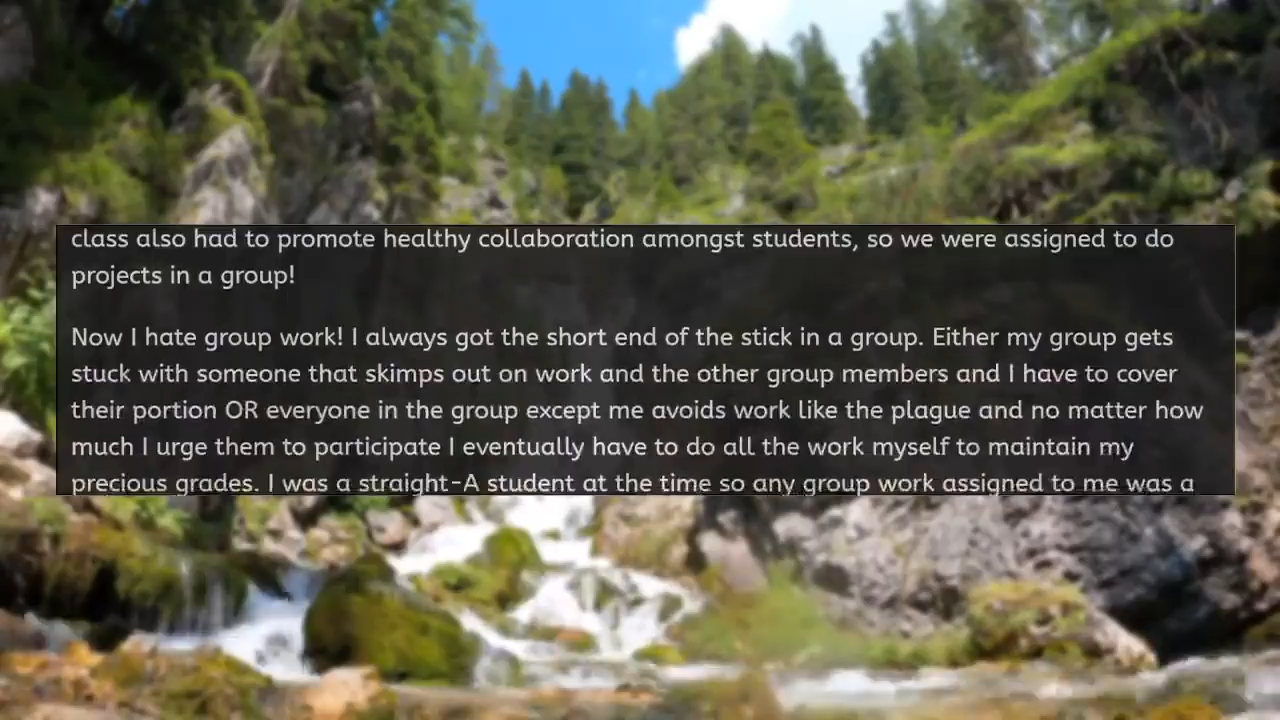 class also had to promote healthy collaboration amongst students, so we were assigned to do
projects in a group!
Now I hate group work! I always got the short end of the stick in a group. Either my group gets
stuck with someone that skimps out on work and the other group members and I have to cover
their portion OR everyone in the group except me avoids work like the plague and no matter how
much I urge them to participate I eventually have to do all the work myself to maintain my
precious grades. I was a straight-A student at the time so any group work assigned to me was a